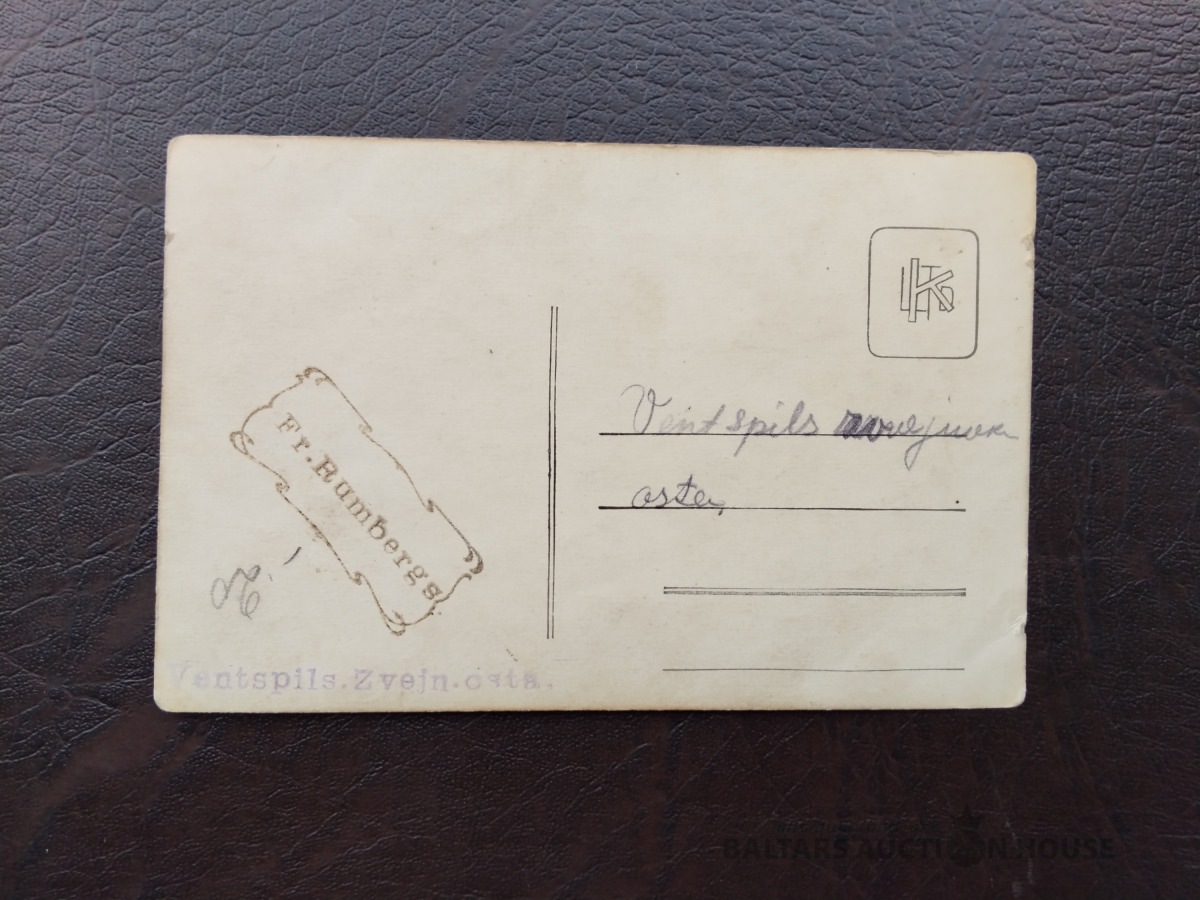 Ventspils
osta,
Fr. Rumbergs
Ventspils. Zvejn. osta.
BALTARS AUCTION HOUSE